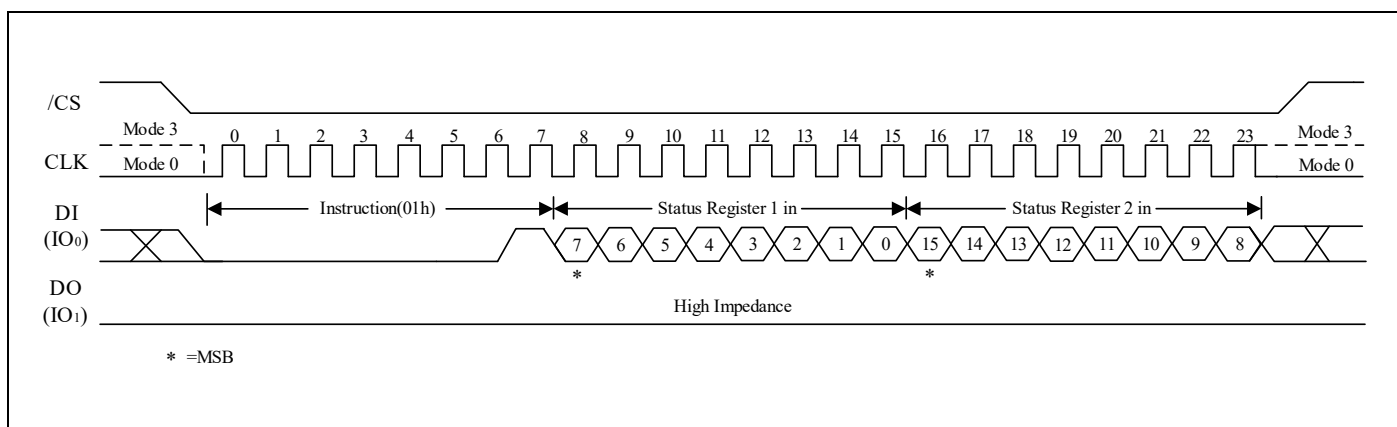 /CS
Mode 3
0 1 2 3 4 5 6 7 8 9 10 11 12 13 14 15 16 17 18 19 20 21 22 23
Mode 3
CLK
Mode 0
Mode 0
DI
(IO0)
Instruction(01h)
Status Register 1 in
Status Register 2 in
7 6 5 4 3 2 1 0 15 14 13 12 11 10 9 8
* *
DO
(IO1)
High Impedance
* =MSB